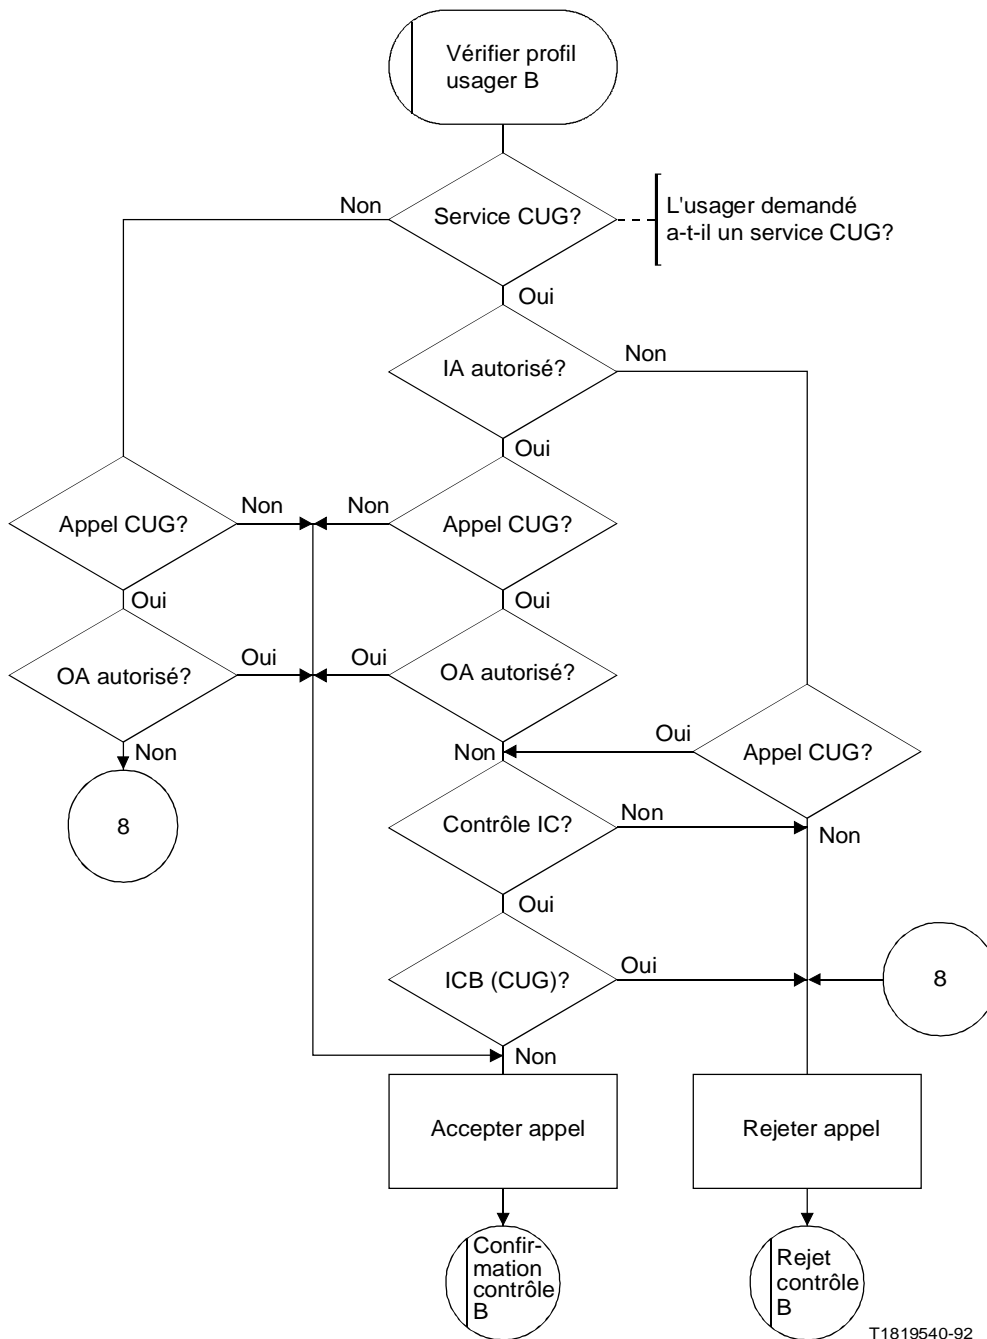 Vérifier profil
usager B
Non
Service CUG?
L'usager demandé
a-t-il un service CUG?
Oui
IA autorisé?
Non
Oui
Appel CUG?
Non
Non
Appel CUG?
Oui
Oui
OA autorisé?
Oui
Oui
OA autorisé?
Non
Non
Oui
Appel CUG?
8
Contrôle IC?
Non
Non
Oui
ICB (CUG)?
Oui
8
Non
Accepter appel
Rejeter appel
Confir-
mation
contrôle
B
Rejet
contrôle
B
T1819540-92